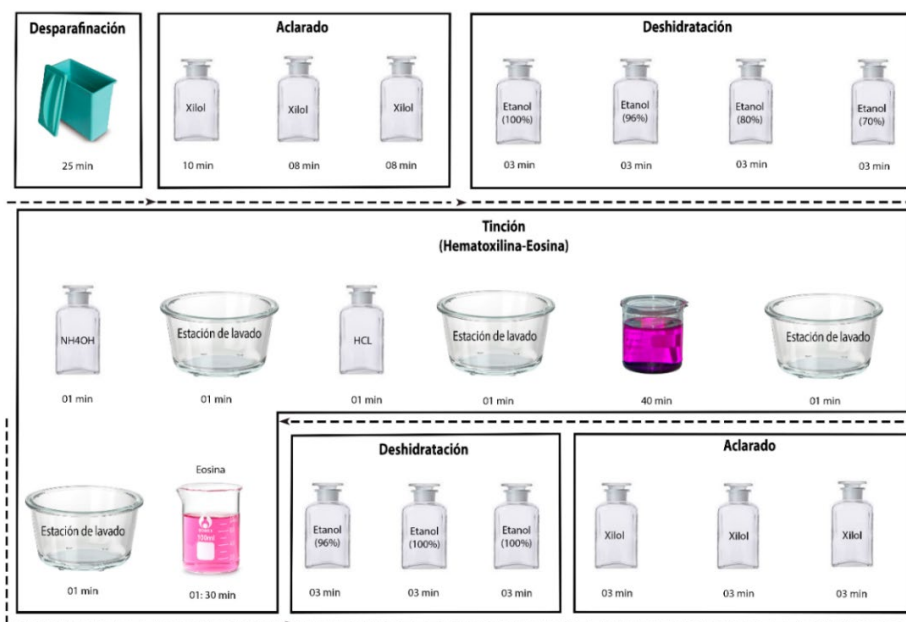 Desparafinación
25 min
Aclarado
Xilol
Xilol
Xilol
10 min
08 min
08 min
Deshidratación
Etanol
(100%)
Etanol
(96%)
Etanol
(80%)
Etanol
(70%)
03 min
03 min
03 min
03 min
Tinción
(Hematoxilina-Eosina)
NH4OH
Estación de lavado
HCL
Estación de lavado
Estación de lavado
01 min
01 min
01 min
01 min
40 min
01 min
Estación de lavado
Eosina
100ml
01 min
01: 30 min
Deshidratación
Etanol
(96%)
Etanol
(100%)
Etanol
(100%)
03 min
03 min
03 min
Aclarado
Xilol
Xilol
Xilol
03 min
03 min
03 min